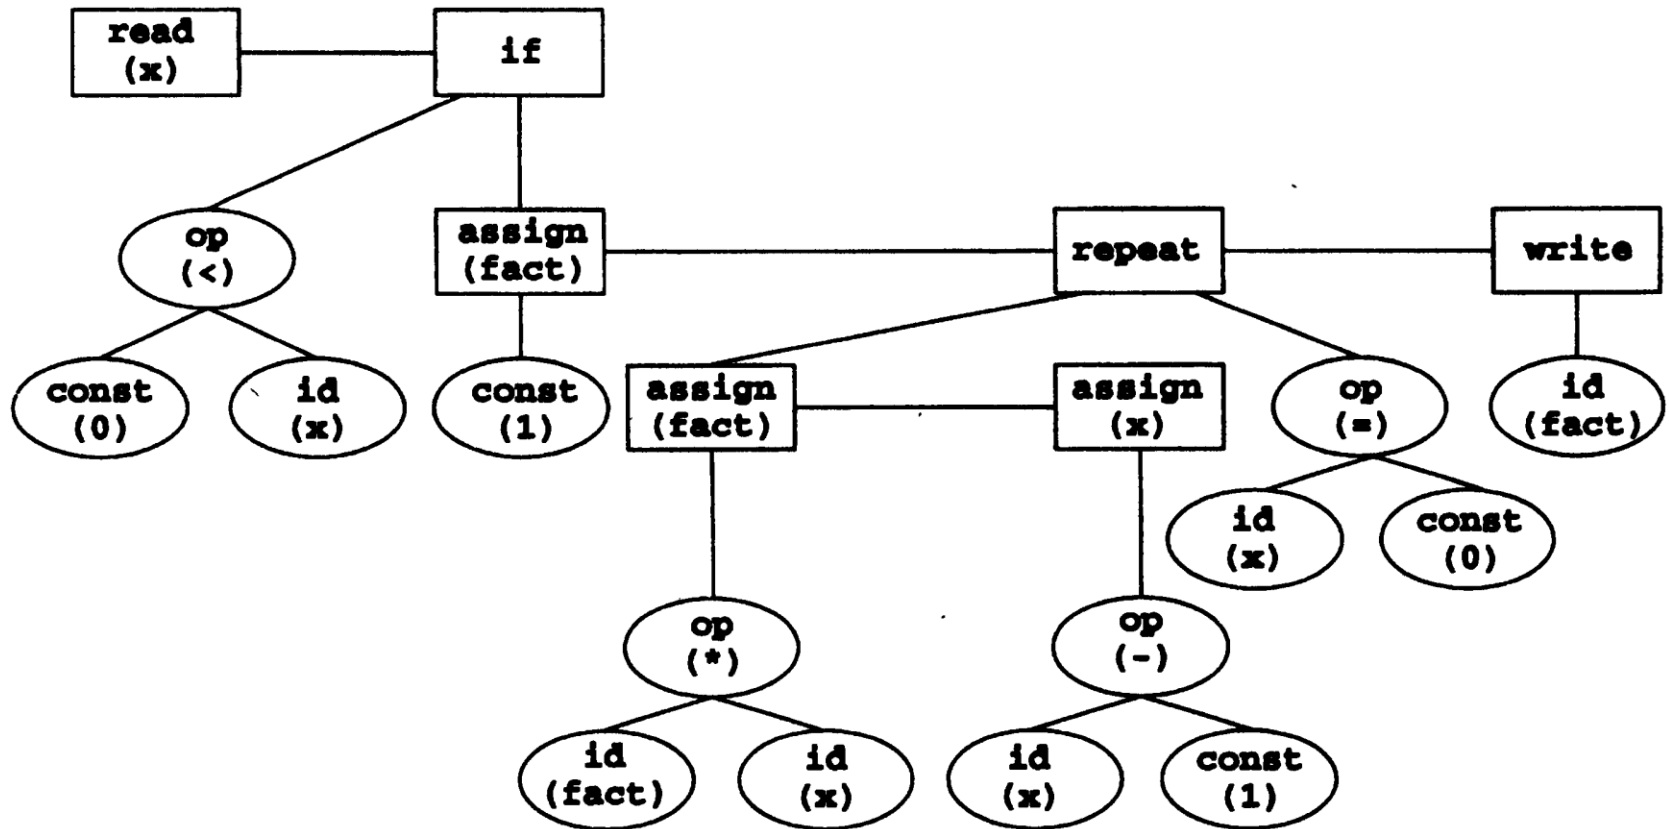 read
(x)
if
op
(<)
assign
(fact)
repeat
write
const
(0)
id
(x)
const
(1)
assign
(fact)
assign
(x)
op
(=)
id
(fact)
id
(x)
const
(0)
op
(*)
op
(-)
id
(fact)
id
(x)
id
(x)
const
(1)